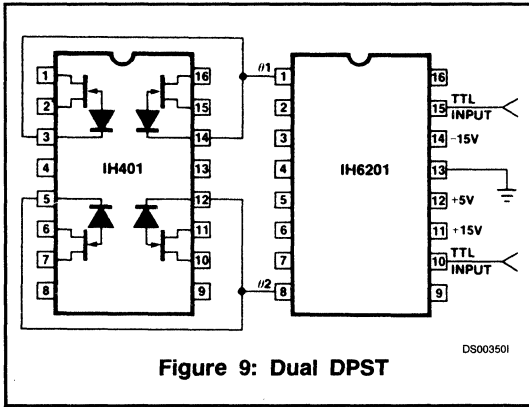 θ1
1 16 1 16
2 15 2 15 TTL INPUT
3 14 3 14 −15V
4 13 4 13
IH401 IH6201
5 12 5 12 +5V
6 11 6 11 +15V
7 10 7 10 TTL INPUT
8 9 8 9
θ2
DS00350I
Figure 9: Dual DPST